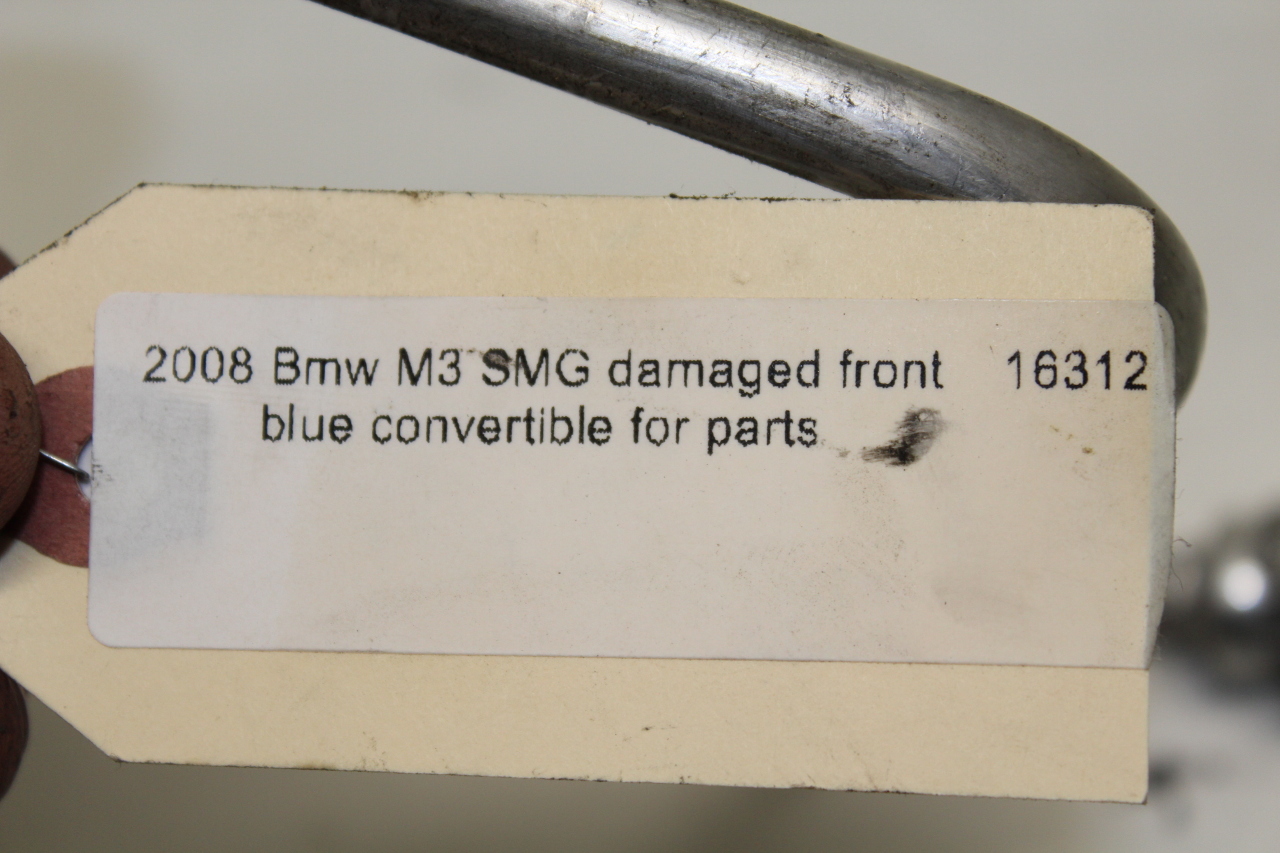 2008 Bmw M3 SMG damaged front 16312
blue convertible for parts